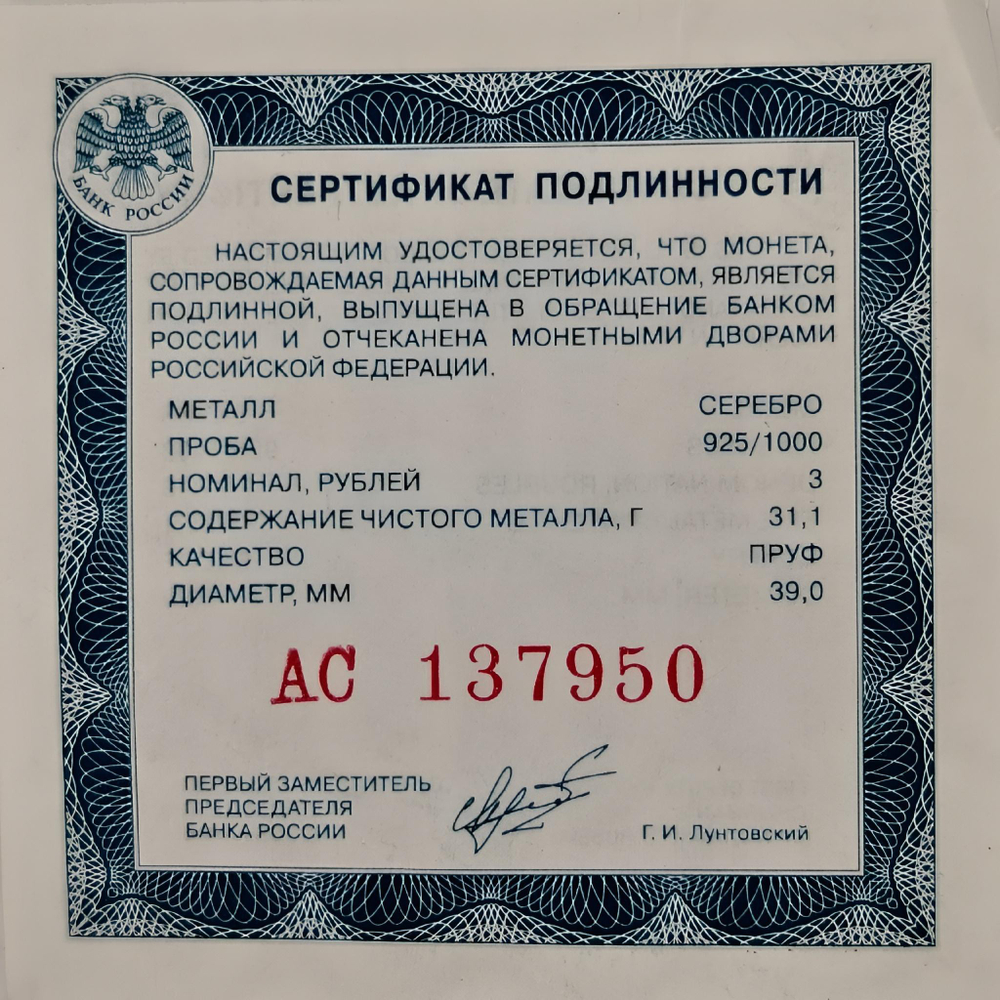 БАНК РОССИИ
СЕРТИФИКАТ ПОДЛИННОСТИ
НАСТОЯЩИМ УДОСТОВЕРЯЕТСЯ, ЧТО МОНЕТА,
СОПРОВОЖДАЕМАЯ ДАННЫМ СЕРТИФИКАТОМ, ЯВЛЯЕТСЯ
ПОДЛИННОЙ, ВЫПУЩЕНА В ОБРАЩЕНИЕ БАНКОМ
РОССИИ И ОТЧЕКАНЕНА МОНЕТНЫМИ ДВОРАМИ
РОССИЙСКОЙ ФЕДЕРАЦИИ.
МЕТАЛЛ СЕРЕБРО
ПРОБА 925/1000
НОМИНАЛ, РУБЛЕЙ 3
СОДЕРЖАНИЕ ЧИСТОГО МЕТАЛЛА, Г 31,1
КАЧЕСТВО ПРУФ
ДИАМЕТР, ММ 39,0
АС 137950
ПЕРВЫЙ ЗАМЕСТИТЕЛЬ
ПРЕДСЕДАТЕЛЯ
БАНКА РОССИИ Г. И. Лунтовский